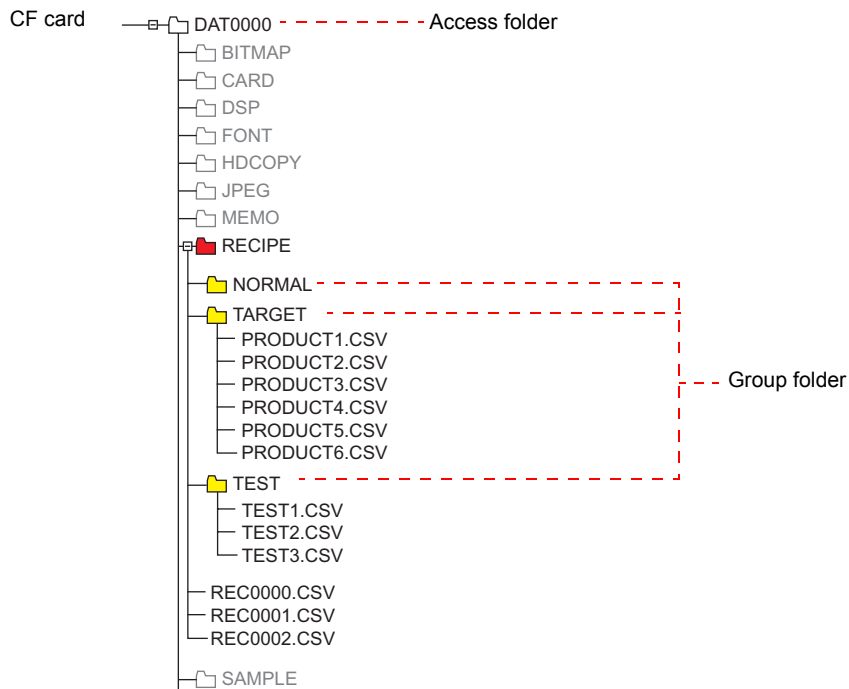 CF card DAT0000 Access folder
BITMAP
CARD
DSP
FONT
HDCOPY
JPEG
MEMO
RECIPE
NORMAL
TARGET
PRODUCT1.CSV
PRODUCT2.CSV
PRODUCT3.CSV
Group folder
PRODUCT4.CSV
PRODUCT5.CSV
PRODUCT6.CSV
TEST
TEST1.CSV
TEST2.CSV
TEST3.CSV
REC0000.CSV
REC0001.CSV
REC0002.CSV
SAMPLE